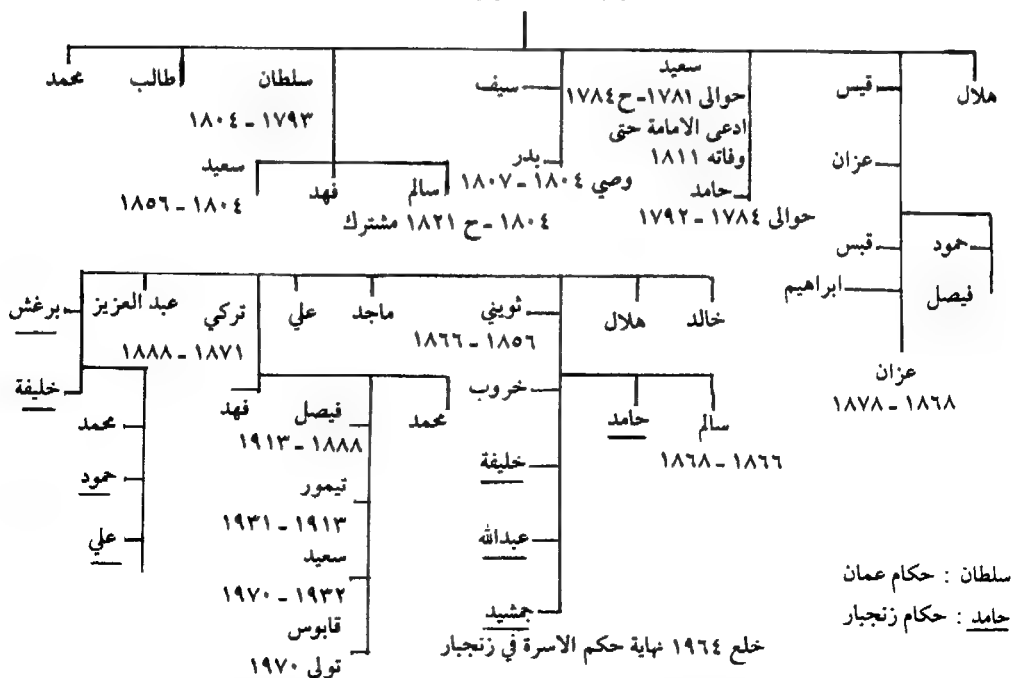 هلال
قيس
سعيد
حوالى ١٧٨١-ح ١٧٨٤
ادعى الامامة حتى
وفاته ١٨١١
حامد
حوالى ١٧٨٤ - ١٧٩٢
سيف
بدر
وصي ١٨٠٤ - ١٨٠٧
سلطان
١٧٩٣ - ١٨٠٤
طالب
محمد
عزان
قبس
ابراهيم
حمود
فيصل
عزان
١٨٦٨ - ١٨٧٨
سالم
١٨٠٤ - ح ١٨٢١ مشترك
فهد
سعيد
١٨٠٤ - ١٨٥٦
خالد
هلال
ثويني
١٨٥٦ - ١٨٦٦
ماجد
علي
تركي
١٨٧١ - ١٨٨٨
عبد العزيز
برغش
سالم
١٨٦٦ - ١٨٦٨
حامد
خروب
خليفة
عبدالله
جمشيد
خلع ١٩٦٤ نهاية حكم الاسرة في زنجبار
محمد
فيصل
١٨٨٨ - ١٩١٣
تيمور
١٩١٣ - ١٩٣١
سعيد
١٩٣٢ - ١٩٧٠
قابوس
تولى ١٩٧٠
فهد
خليفة
محمد
حمود
علي
سلطان : حكام عمان
حامد : حكام زنجبار